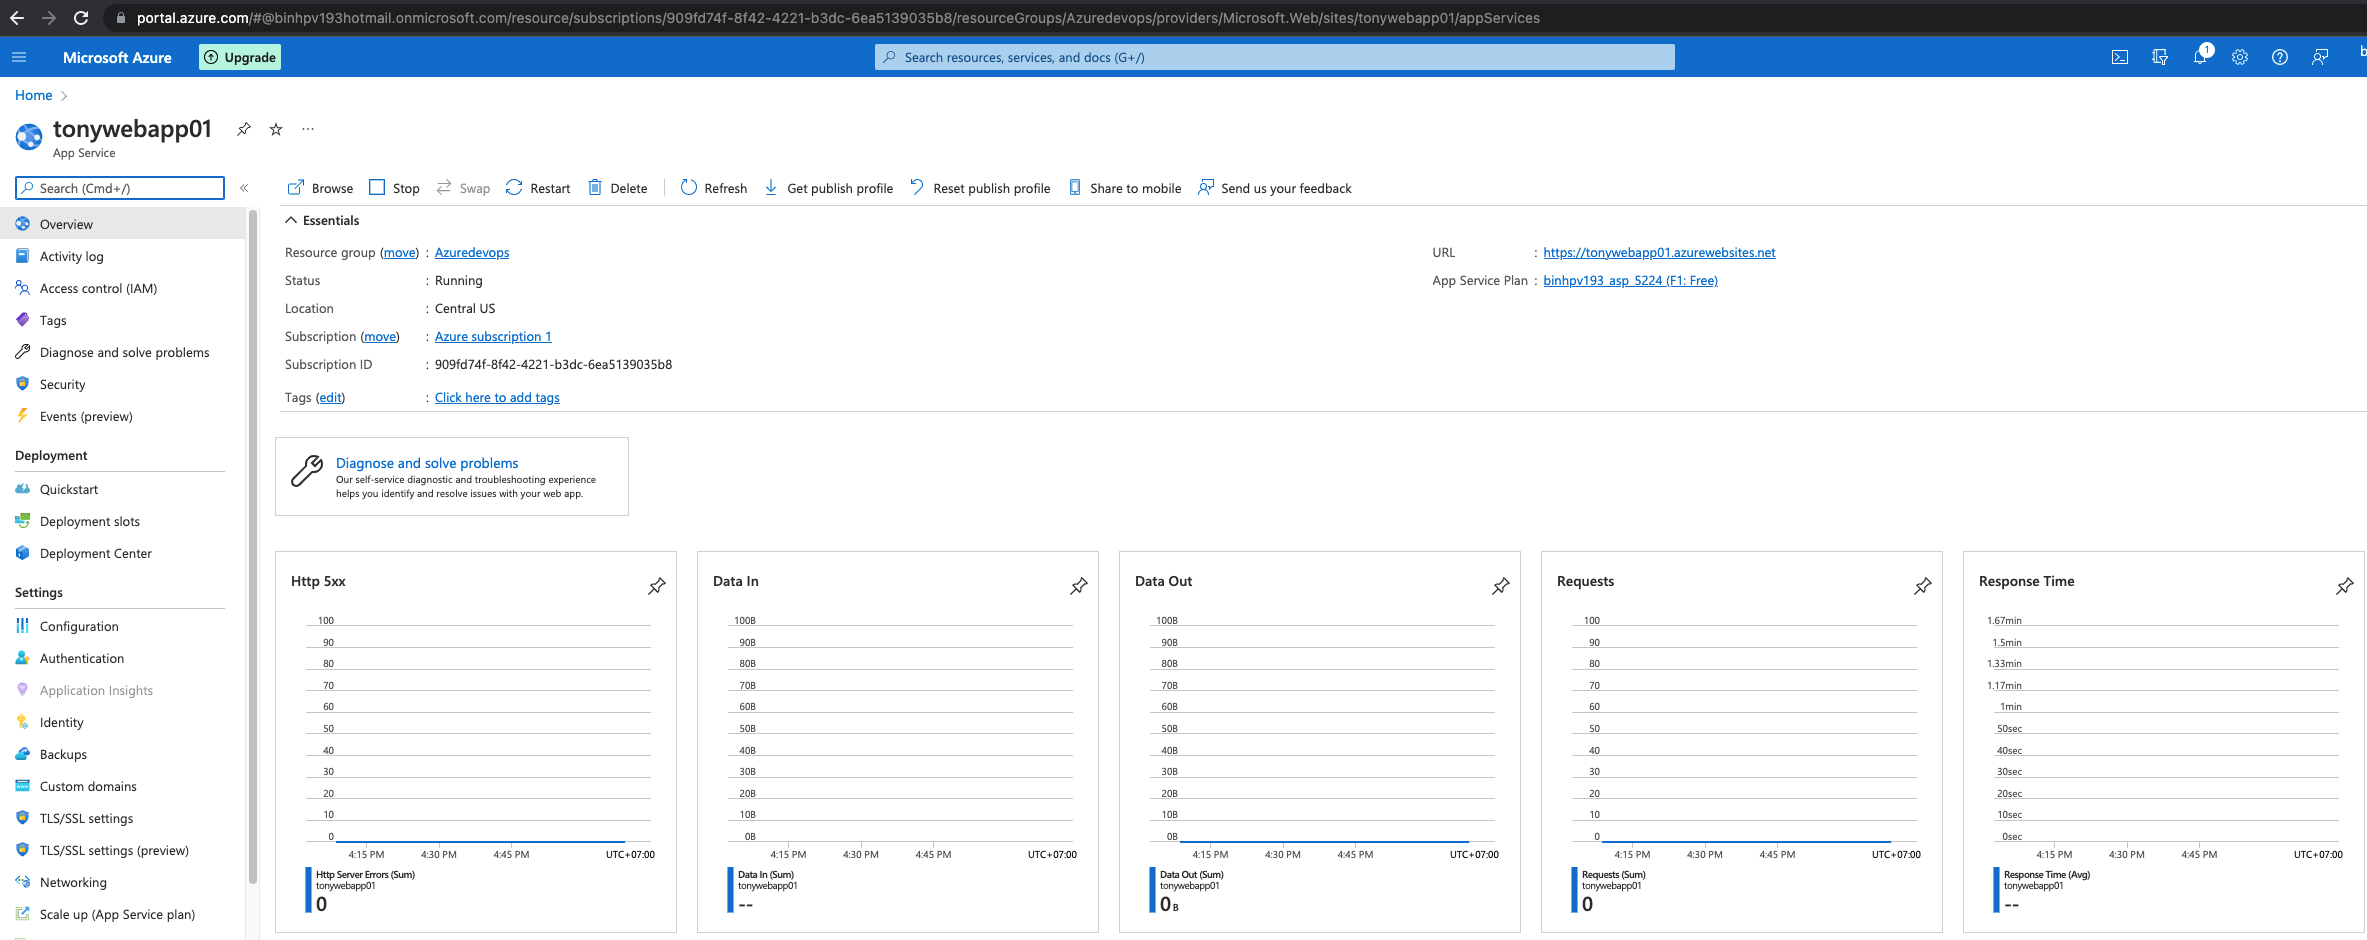 portal.azure.com/#@binhpv193hotmail.onmicrosoft.com/resource/subscriptions/909fd74f-8f42-4221-b3dc-6ea5139035b8/resourceGroups/Azuredevops/providers/Microsoft.Web/sites/tonywebapp01/appServices
Microsoft Azure
Upgrade
Search resources, services, and docs (G+/)
1
Home
tonywebapp01
App Service
Search (Cmd+/)
Overview
Activity log
Access control (IAM)
Tags
Diagnose and solve problems
Security
Events (preview)
Deployment
Quickstart
Deployment slots
Deployment Center
Settings
Configuration
Authentication
Application Insights
Identity
Backups
Custom domains
TLS/SSL settings
TLS/SSL settings (preview)
Networking
Scale up (App Service plan)
Browse Stop Swap Restart Delete Refresh Get publish profile Reset publish profile Share to mobile Send us your feedback
Essentials
Resource group (move) : Azuredevops
Status : Running
Location : Central US
Subscription (move) : Azure subscription 1
Subscription ID : 909fd74f-8f42-4221-b3dc-6ea5139035b8
Tags (edit) : Click here to add tags
URL : https://tonywebapp01.azurewebsites.net
App Service Plan : binhpv193_asp_5224 (F1: Free)
Diagnose and solve problems
Our self-service diagnostic and troubleshooting experience
helps you identify and resolve issues with your web app.
Http 5xx
100
90
80
70
60
50
40
30
20
10
0
4:15 PM 4:30 PM 4:45 PM UTC+07:00
Http Server Errors (Sum)
tonywebapp01
0
Data In
100B
90B
80B
70B
60B
50B
40B
30B
20B
10B
0B
4:15 PM 4:30 PM 4:45 PM UTC+07:00
Data In (Sum)
tonywebapp01
--
Data Out
100B
90B
80B
70B
60B
50B
40B
30B
20B
10B
0B
4:15 PM 4:30 PM 4:45 PM UTC+07:00
Data Out (Sum)
tonywebapp01
0 B
Requests
100
90
80
70
60
50
40
30
20
10
0
4:15 PM 4:30 PM 4:45 PM UTC+07:00
Requests (Sum)
tonywebapp01
0
Response Time
1.67min
1.5min
1.33min
1.17min
1min
50sec
40sec
30sec
20sec
10sec
0sec
4:15 PM 4:30 PM 4:45 PM UTC+07:00
Response Time (Avg)
tonywebapp01
--